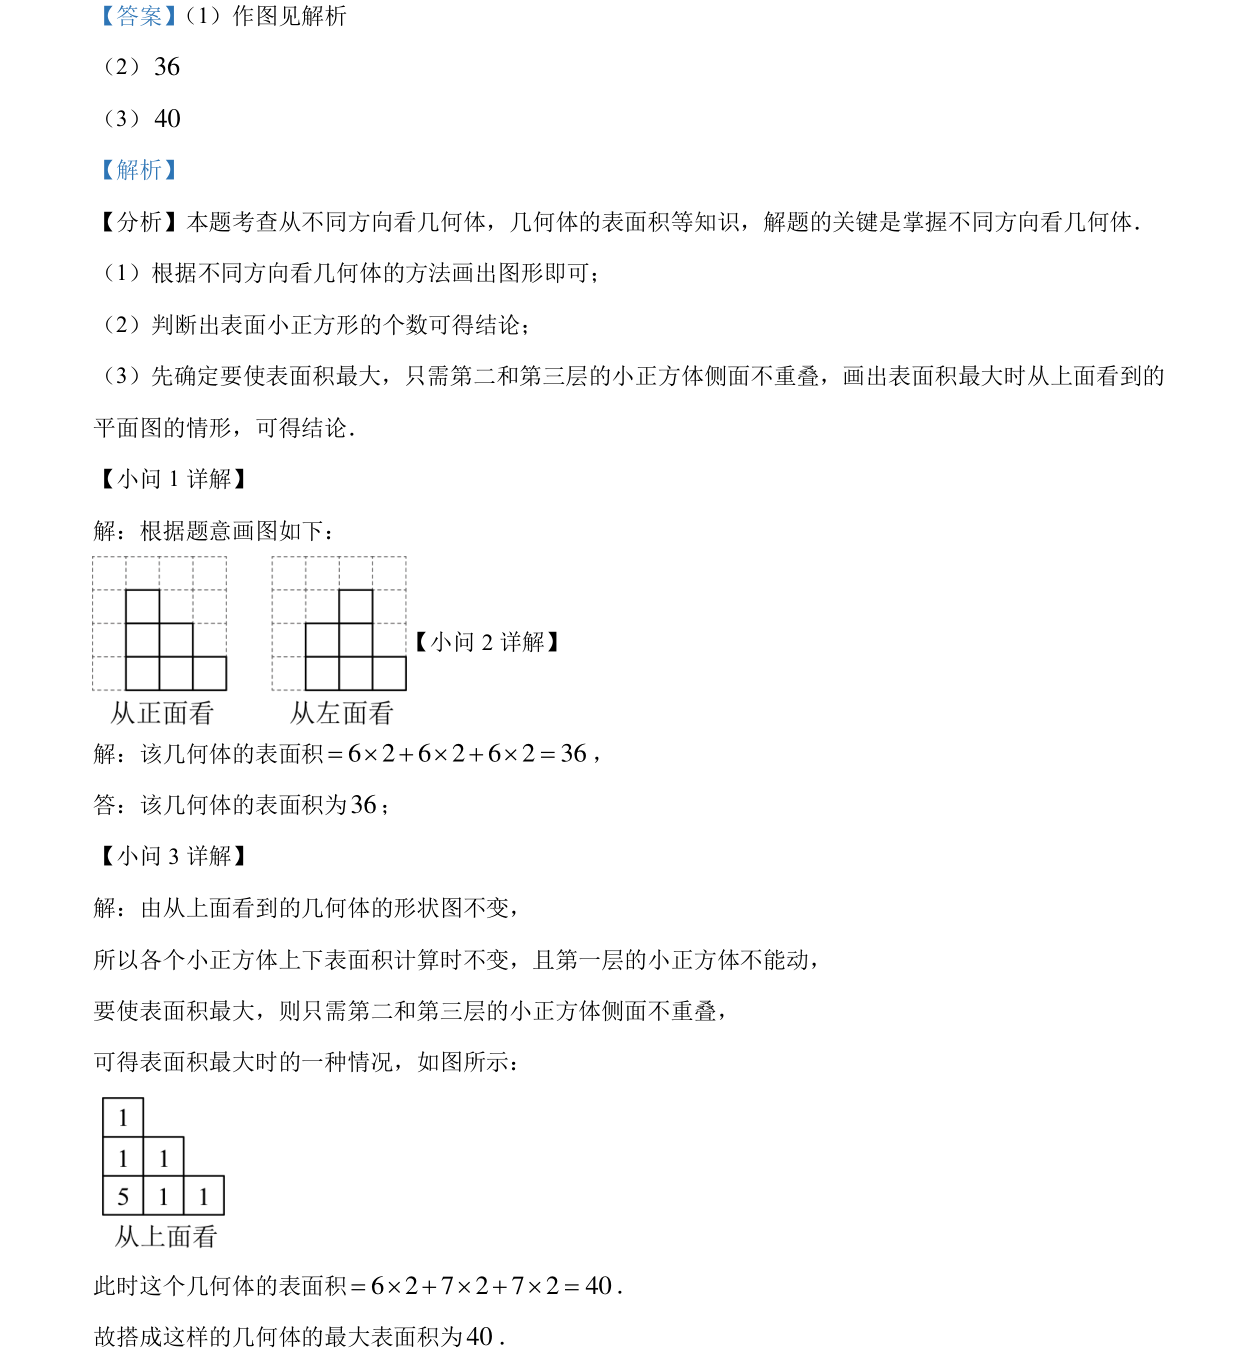 【答案】（1）作图见解析
（2）36
（3）40
【解析】
【分析】本题考查从不同方向看几何体，几何体的表面积等知识，解题的关键是掌握不同方向看几何体．
（1）根据不同方向看几何体的方法画出图形即可；
（2）判断出表面小正方形的个数可得结论；
（3）先确定要使表面积最大，只需第二和第三层的小正方体侧面不重叠，画出表面积最大时从上面看到的
平面图的情形，可得结论．
【小问 1 详解】
解：根据题意画图如下：
【小问 2 详解】
从正面看 从左面看
解：该几何体的表面积＝6×2+6×2+6×2＝36，
答：该几何体的表面积为36；
【小问 3 详解】
解：由从上面看到的几何体的形状图不变，
所以各个小正方体上下表面积计算时不变，且第一层的小正方体不能动，
要使表面积最大，则只需第二和第三层的小正方体侧面不重叠，
可得表面积最大时的一种情况，如图所示：
1
1 1
5 1 1
从上面看
此时这个几何体的表面积＝6×2+7×2+7×2＝40．
故搭成这样的几何体的最大表面积为40．